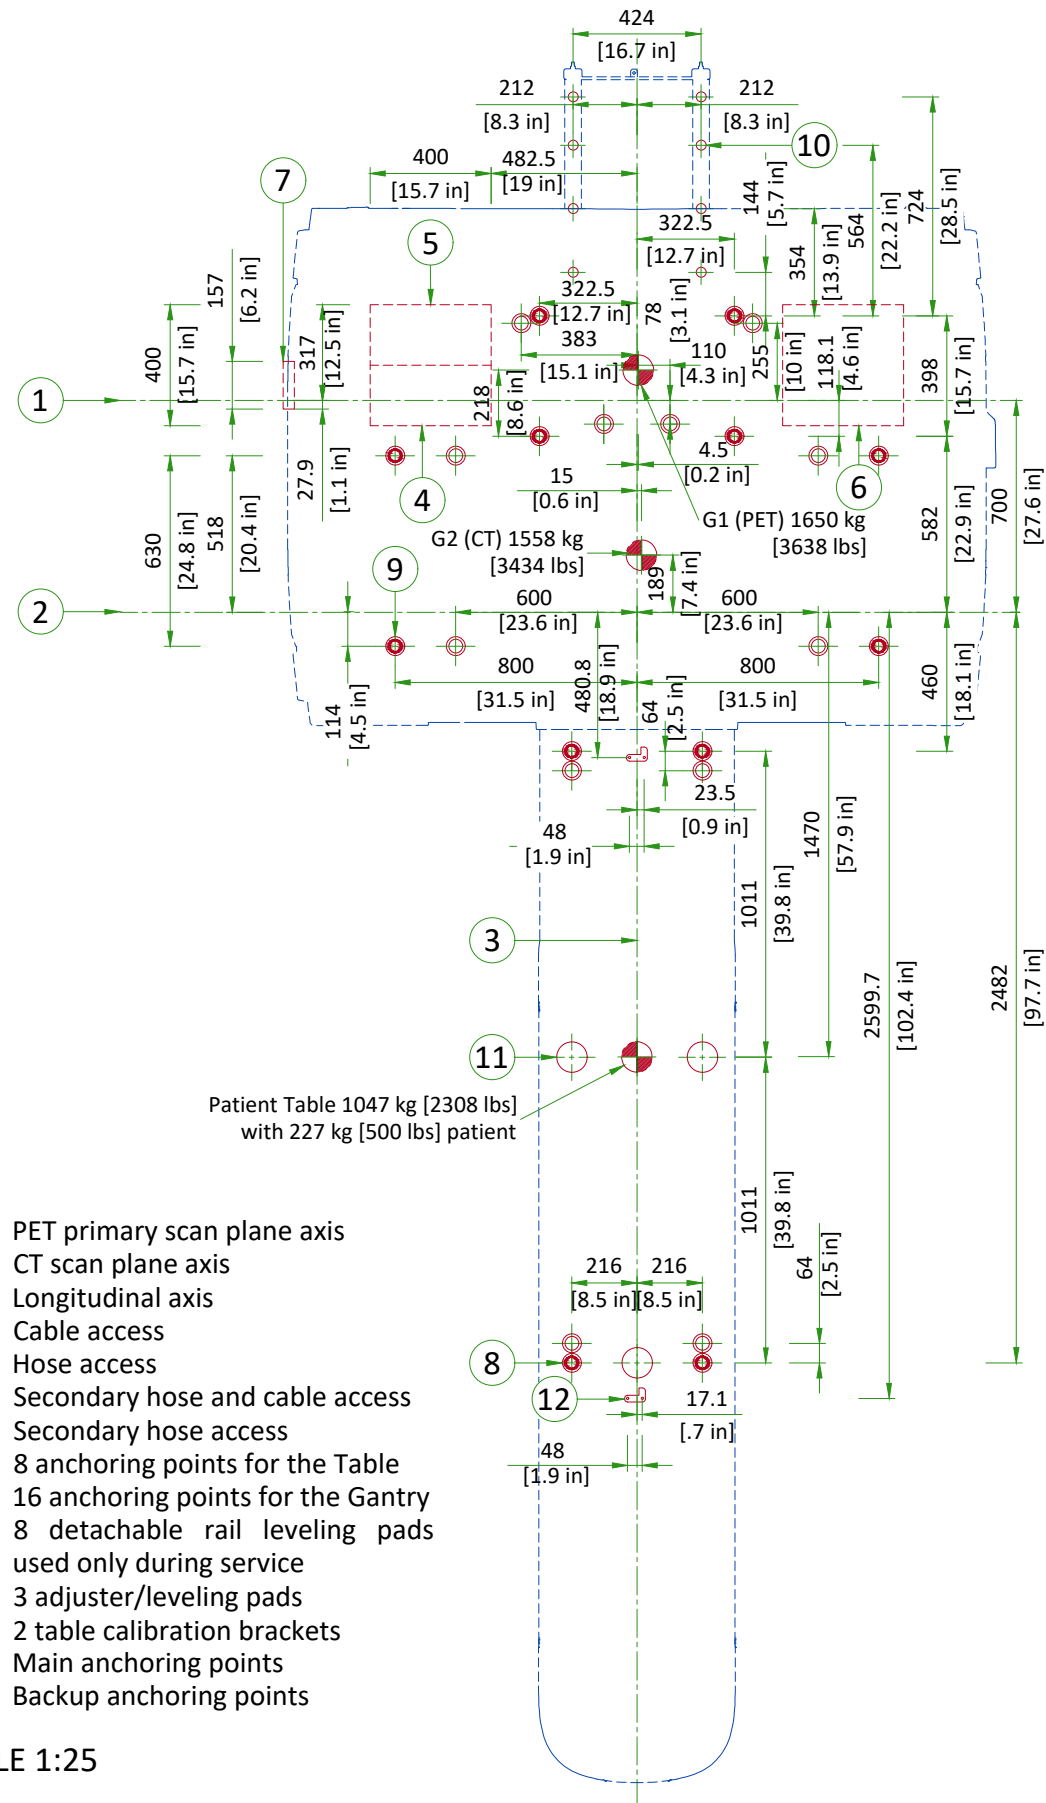 424
[16.7 in]
212
[8.3 in]
212
[8.3 in]
10
400
[15.7 in]
482.5
[19 in]
7
144
[5.7 in]
724
[28.5 in]
564
[22.2 in]
354
[13.9 in]
5
322.5
[12.7 in]
157
[6.2 in]
322.5
[12.7 in]
78
[3.1 in]
400
[15.7 in]
317
[12.5 in]
383
[15.1 in]
110
[4.3 in]
255
[10 in]
118.1
[4.6 in]
398
[15.7 in]
1
218
[8.6 in]
27.9
[1.1 in]
4
4.5
[0.2 in]
6
15
[0.6 in]
G1 (PET) 1650 kg
[3638 lbs]
700
[27.6 in]
582
[22.9 in]
630
[24.8 in]
518
[20.4 in]
G2 (CT) 1558 kg
[3434 lbs]
189
[7.4 in]
9
2
600
[23.6 in]
600
[23.6 in]
800
[31.5 in]
800
[31.5 in]
480.8
[18.9 in]
460
[18.1 in]
114
[4.5 in]
64
[2.5 in]
23.5
[0.9 in]
48
[1.9 in]
1470
[57.9 in]
1011
[39.8 in]
3
2599.7
[102.4 in]
2482
[97.7 in]
11
Patient Table 1047 kg [2308 lbs]
with 227 kg [500 lbs] patient
1011
[39.8 in]
64
[2.5 in]
216
[8.5 in]
216
[8.5 in]
8
12
17.1
[.7 in]
48
[1.9 in]
PET primary scan plane axis
CT scan plane axis
Longitudinal axis
Cable access
Hose access
Secondary hose and cable access
Secondary hose access
8 anchoring points for the Table
16 anchoring points for the Gantry
8 detachable rail leveling pads
used only during service
3 adjuster/leveling pads
2 table calibration brackets
Main anchoring points
Backup anchoring points
LE 1:25